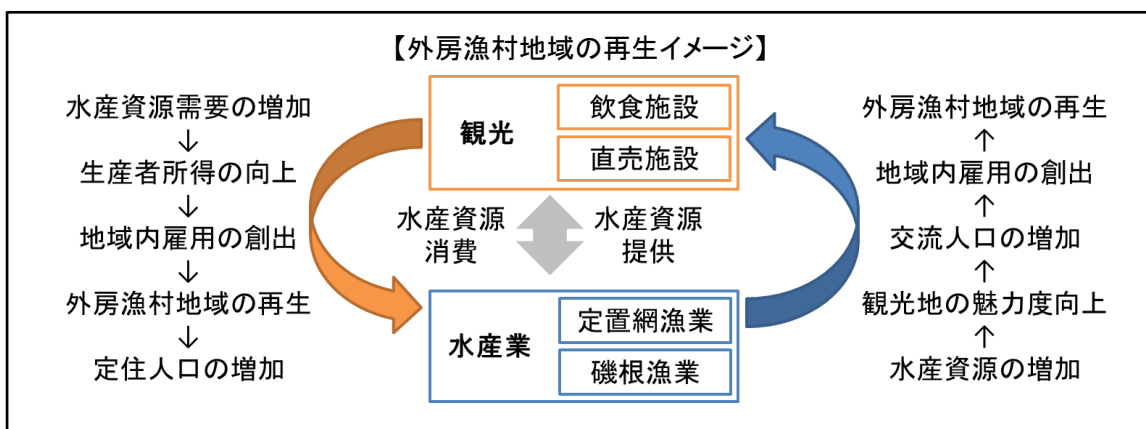 【外房漁村地域の再生イメージ】
水産資源需要の増加
↓
生産者所得の向上
↓
地域内雇用の創出
↓
外房漁村地域の再生
↓
定住人口の増加
観光
飲食施設
直売施設
水産資源
消費
水産資源
提供
水産業
定置網漁業
磯根漁業
外房漁村地域の再生
↑
地域内雇用の創出
↑
交流人口の増加
↑
観光地の魅力度向上
↑
水産資源の増加